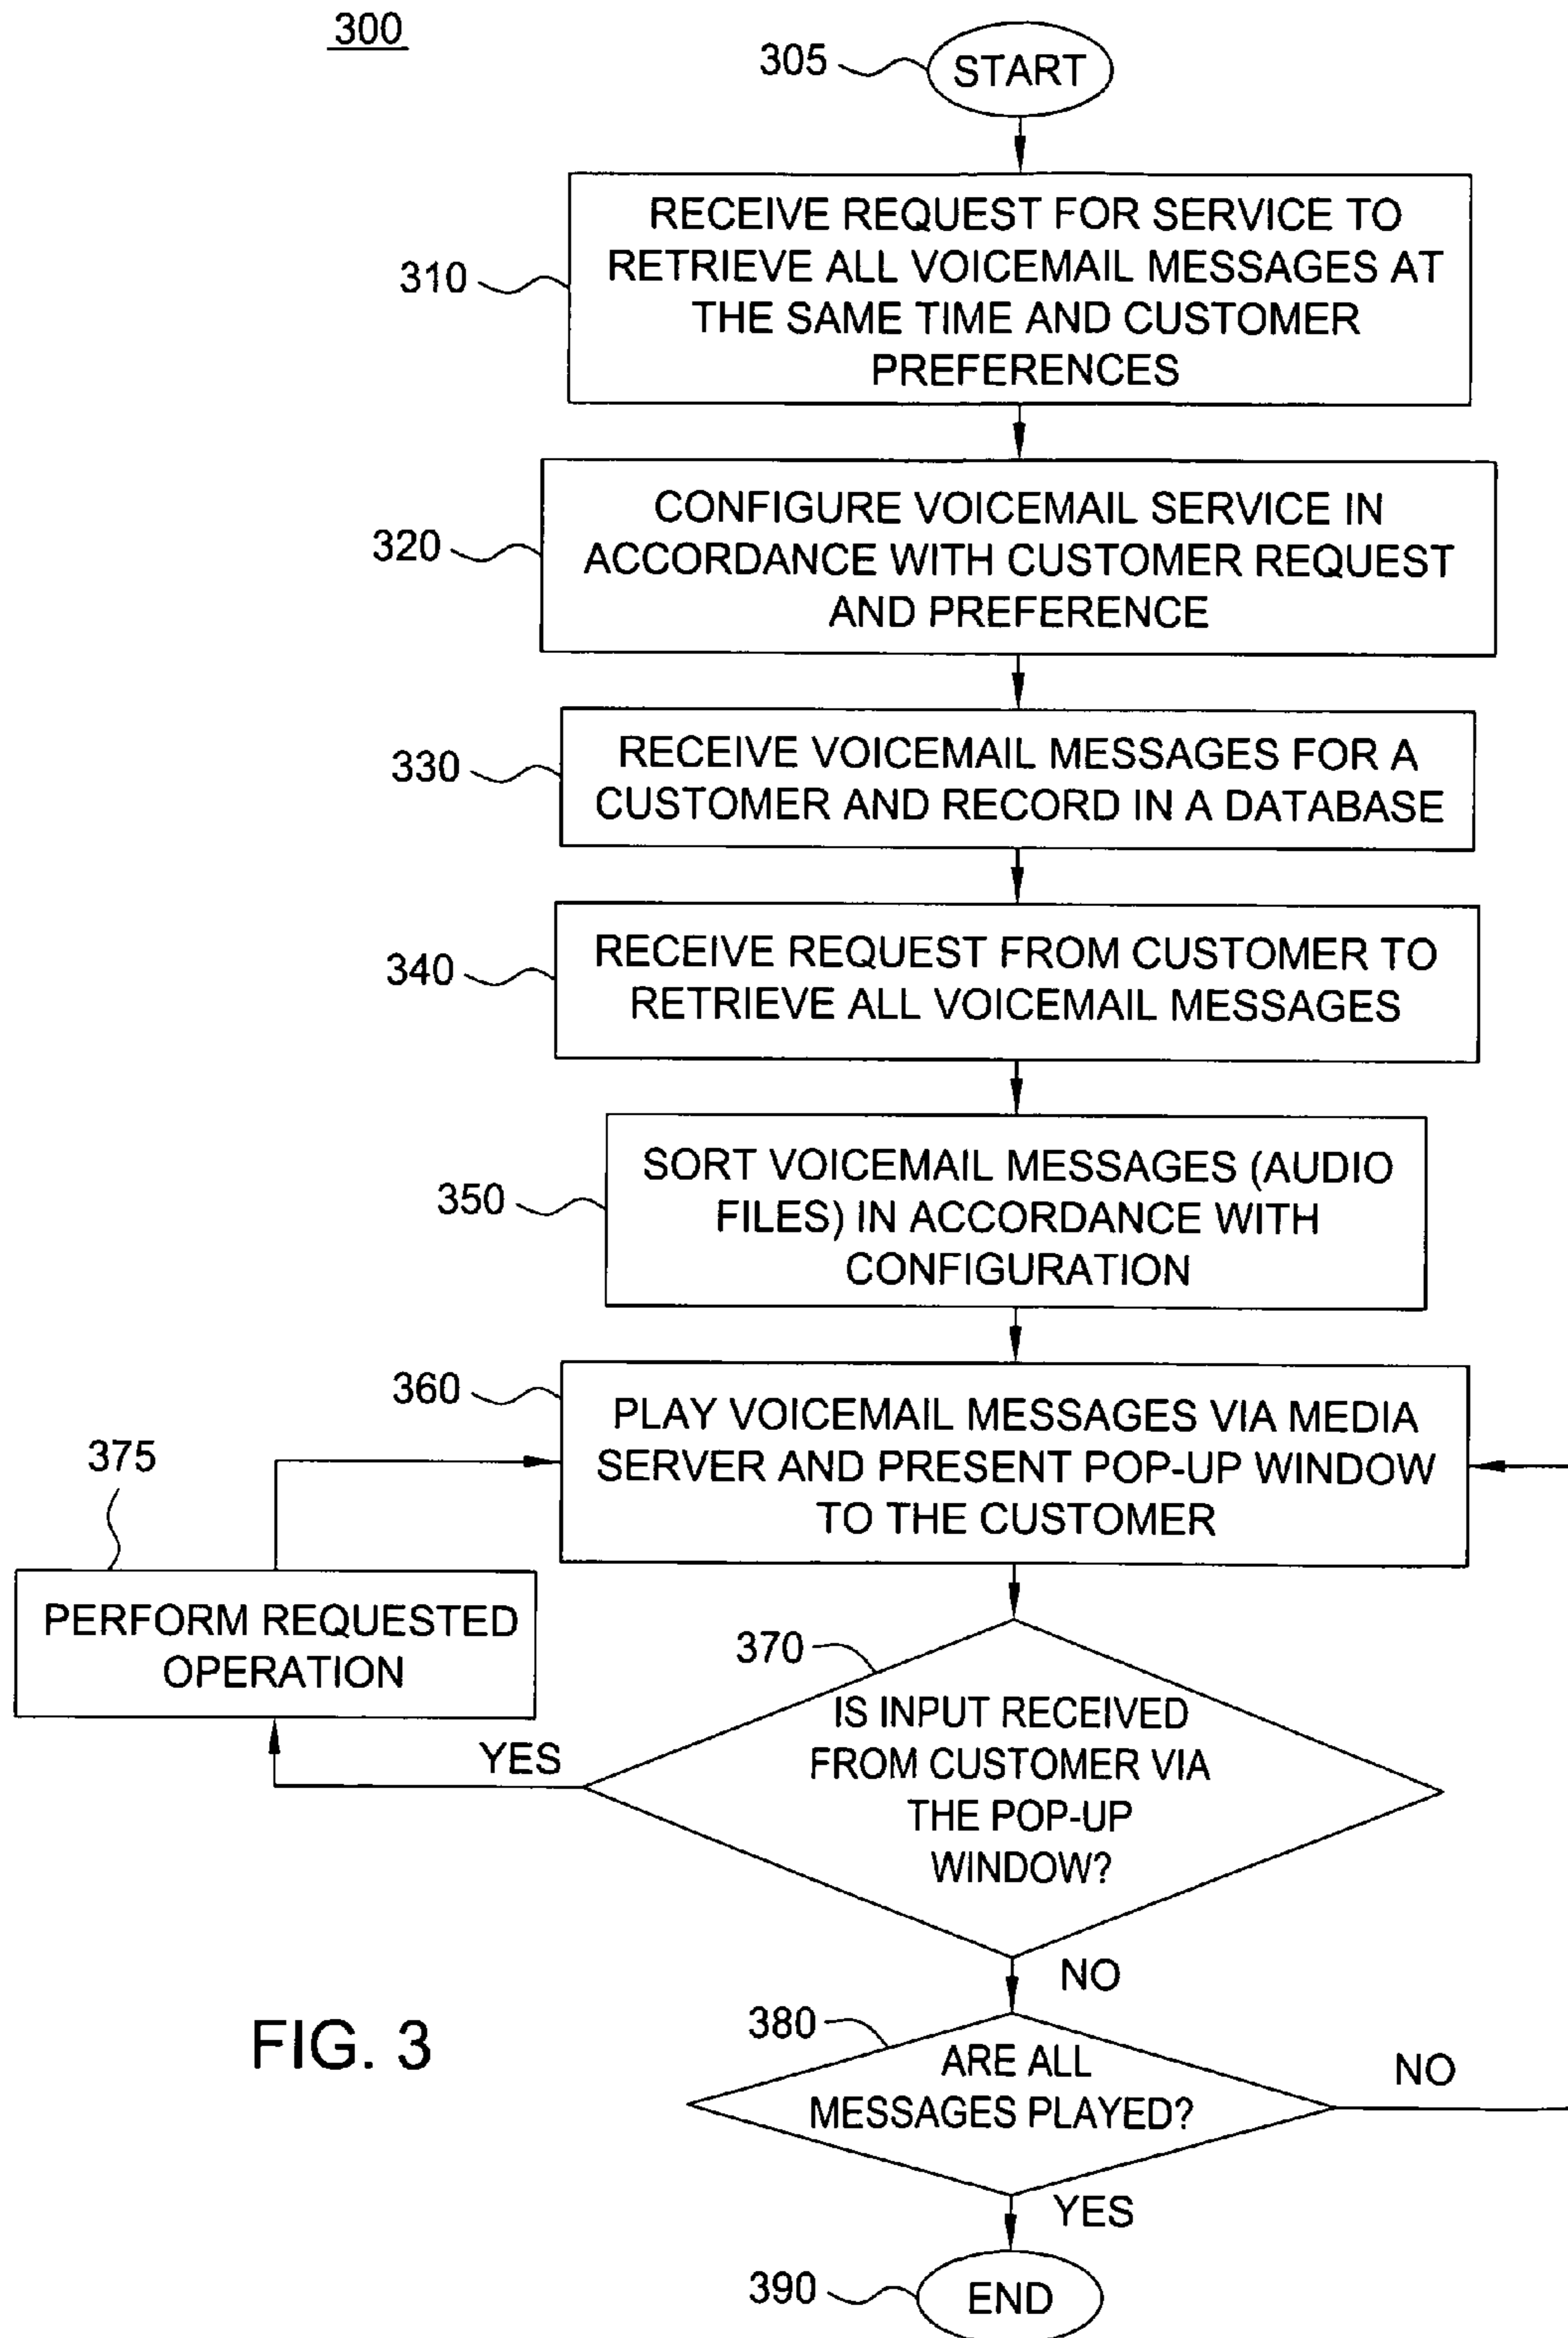 300
305
START
310
RECEIVE REQUEST FOR SERVICE TO
RETRIEVE ALL VOICEMAIL MESSAGES AT
THE SAME TIME AND CUSTOMER
PREFERENCES
320
CONFIGURE VOICEMAIL SERVICE IN
ACCORDANCE WITH CUSTOMER REQUEST
AND PREFERENCE
330
RECEIVE VOICEMAIL MESSAGES FOR A
CUSTOMER AND RECORD IN A DATABASE
340
RECEIVE REQUEST FROM CUSTOMER TO
RETRIEVE ALL VOICEMAIL MESSAGES
350
SORT VOICEMAIL MESSAGES (AUDIO
FILES) IN ACCORDANCE WITH
CONFIGURATION
360
PLAY VOICEMAIL MESSAGES VIA MEDIA
SERVER AND PRESENT POP-UP WINDOW
TO THE CUSTOMER
375
PERFORM REQUESTED
OPERATION
370
IS INPUT RECEIVED
FROM CUSTOMER VIA
THE POP-UP
WINDOW?
YES
NO
380
ARE ALL
MESSAGES PLAYED?
NO
YES
390
END
FIG. 3